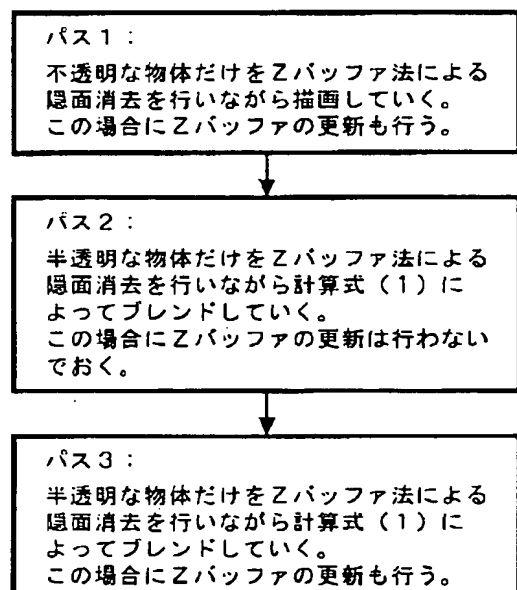 パス１：
不透明な物体だけをＺバッファ法による
隠面消去を行いながら描画していく。
この場合にＺバッファの更新も行う。
パス２：
半透明な物体だけをＺバッファ法による
隠面消去を行いながら計算式（１）に
よってブレンドしていく。
この場合にＺバッファの更新は行わない
でおく。
パス３：
半透明な物体だけをＺバッファ法による
隠面消去を行いながら計算式（１）に
よってブレンドしていく。
この場合にＺバッファの更新も行う。